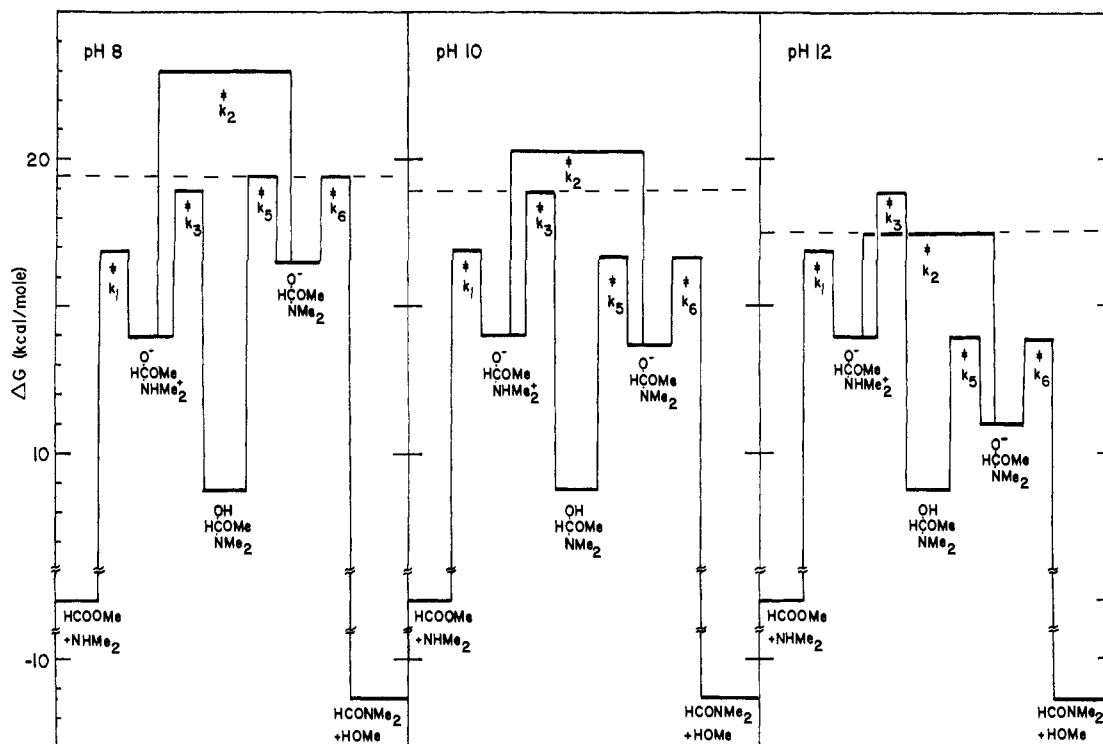 ΔG (kcal/mole)
20
10
-10
pH 8
‡
k2
‡
k1
‡
k3
‡
k5
‡
k6
O-
HCOMe
NHMe2+
OH
HCOMe
NMe2
O-
HCOMe
NMe2
HCOOMe
+NHMe2
HCONMe2
+HOMe
pH 10
‡
k2
‡
k1
‡
k3
‡
k5
‡
k6
O-
HCOMe
NHMe2+
OH
HCOMe
NMe2
O-
HCOMe
NMe2
HCOOMe
+NHMe2
HCONMe2
+HOMe
pH 12
‡
k3
‡
k2
‡
k1
‡
k5
‡
k6
O-
HCOMe
NHMe2+
OH
HCOMe
NMe2
O-
HCOMe
NMe2
HCOOMe
+NHMe2
HCONMe2
+HOMe